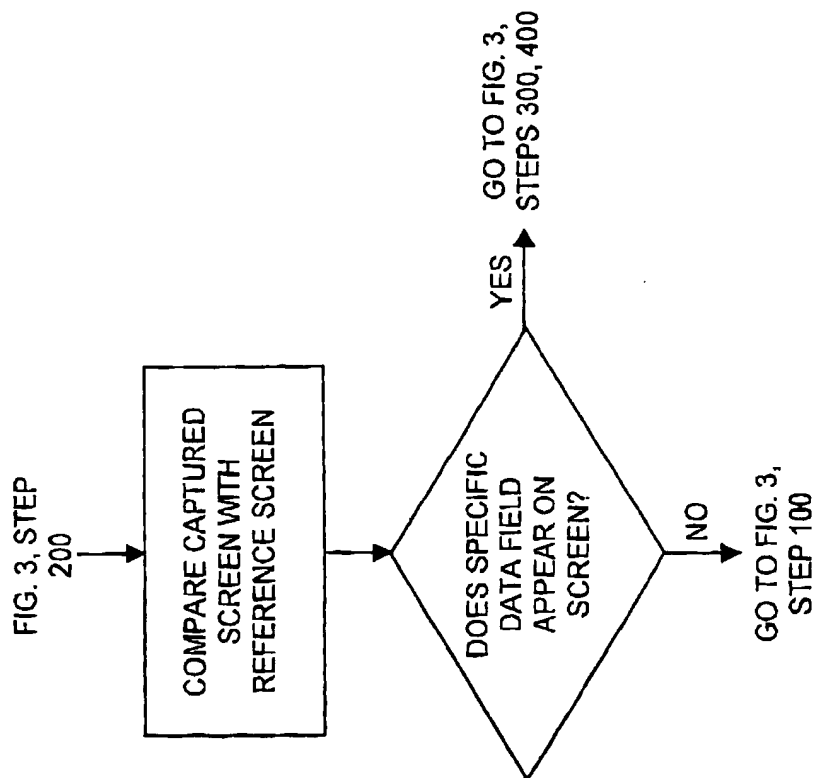 FIG. 3, STEP
200
COMPARE CAPTURED
SCREEN WITH
REFERENCE SCREEN
DOES SPECIFIC
DATA FIELD
APPEAR ON
SCREEN?
YES
GO TO FIG. 3,
STEPS 300, 400
NO
GO TO FIG. 3,
STEP 100